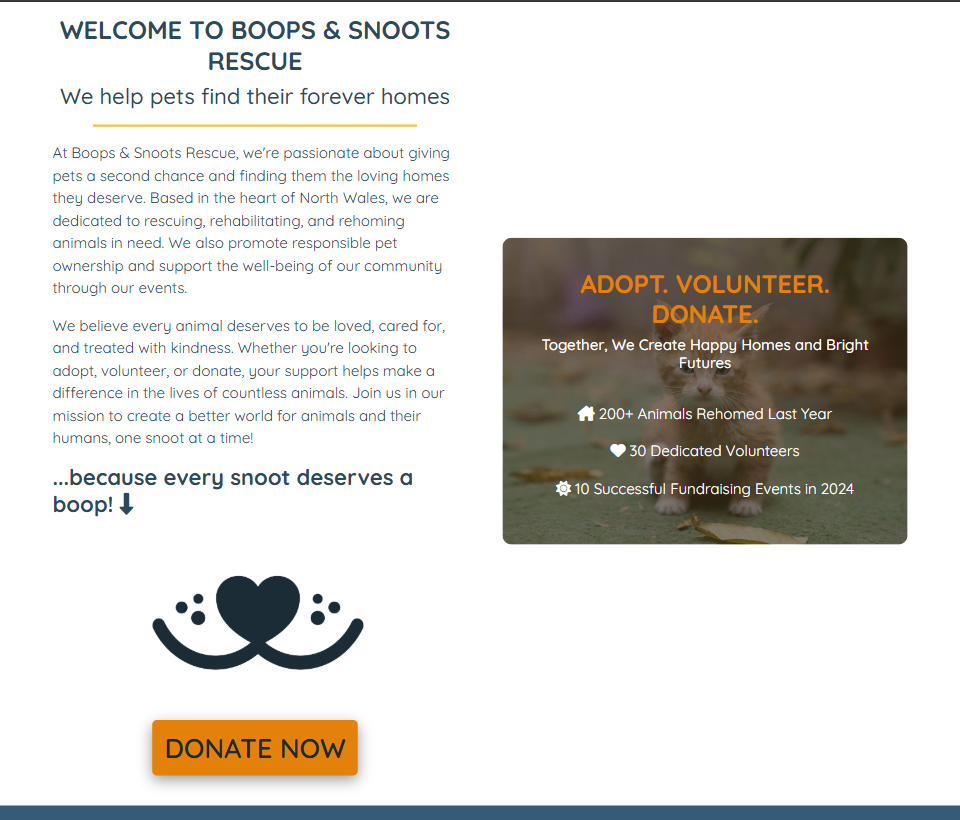 WELCOME TO BOOPS & SNOOTS
RESCUE
We help pets find their forever homes
At Boops & Snoots Rescue, we're passionate about giving
pets a second chance and finding them the loving homes
they deserve. Based in the heart of North Wales, we are
dedicated to rescuing, rehabilitating, and rehoming
animals in need. We also promote responsible pet
ownership and support the well-being of our community
through our events.
We believe every animal deserves to be loved, cared for,
and treated with kindness. Whether you're looking to
adopt, volunteer, or donate, your support helps make a
difference in the lives of countless animals. Join us in our
mission to create a better world for animals and their
humans, one snoot at a time!
...because every snoot deserves a
boop!
DONATE NOW
ADOPT. VOLUNTEER.
DONATE.
Together, We Create Happy Homes and Bright
Futures
200+ Animals Rehomed Last Year
30 Dedicated Volunteers
10 Successful Fundraising Events in 2024